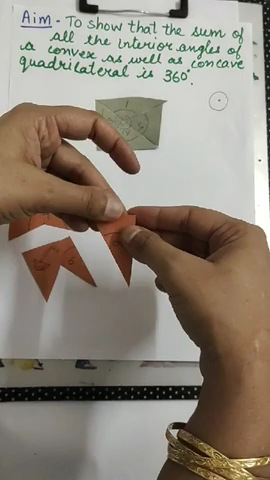 Aim - To show that the sum of
all the interior angles of
a convex as well as concave
quadrilateral is 360°.